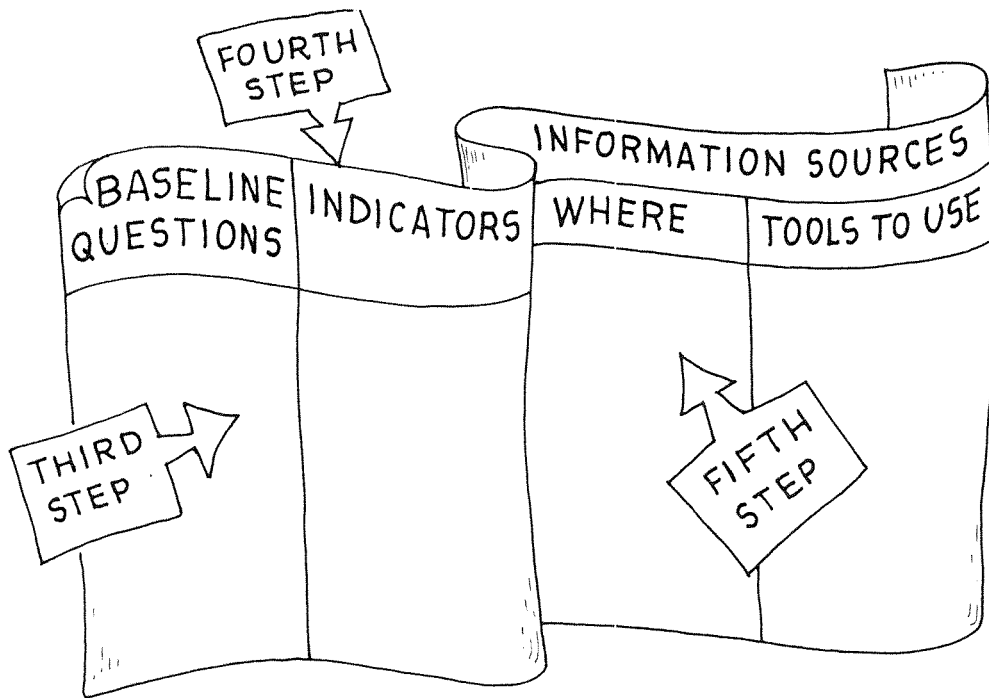 FOURTH
STEP
INFORMATION SOURCES
BASELINE
QUESTIONS
INDICATORS
WHERE
TOOLS TO USE
THIRD
STEP
FIFTH
STEP